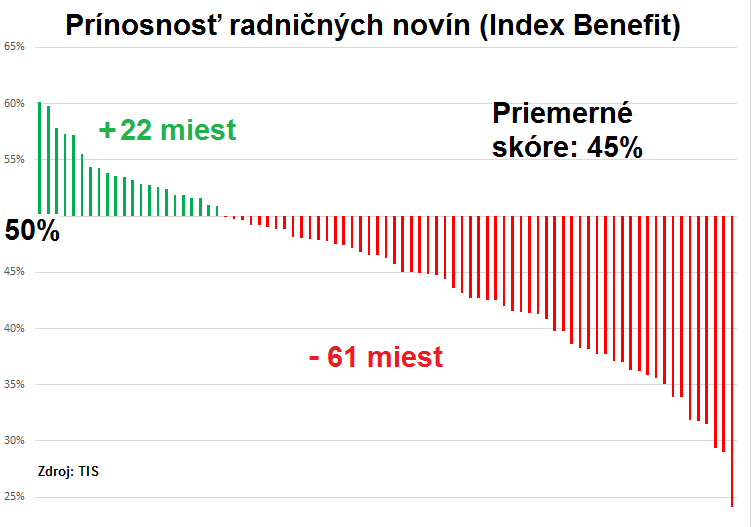 Prínosnosť radničných novín (Index Benefit)
65%
60%
+ 22 miest
Priemerné
skóre: 45%
55%
50%
45%
40%
- 61 miest
35%
30%
Zdroj: TIS
25%